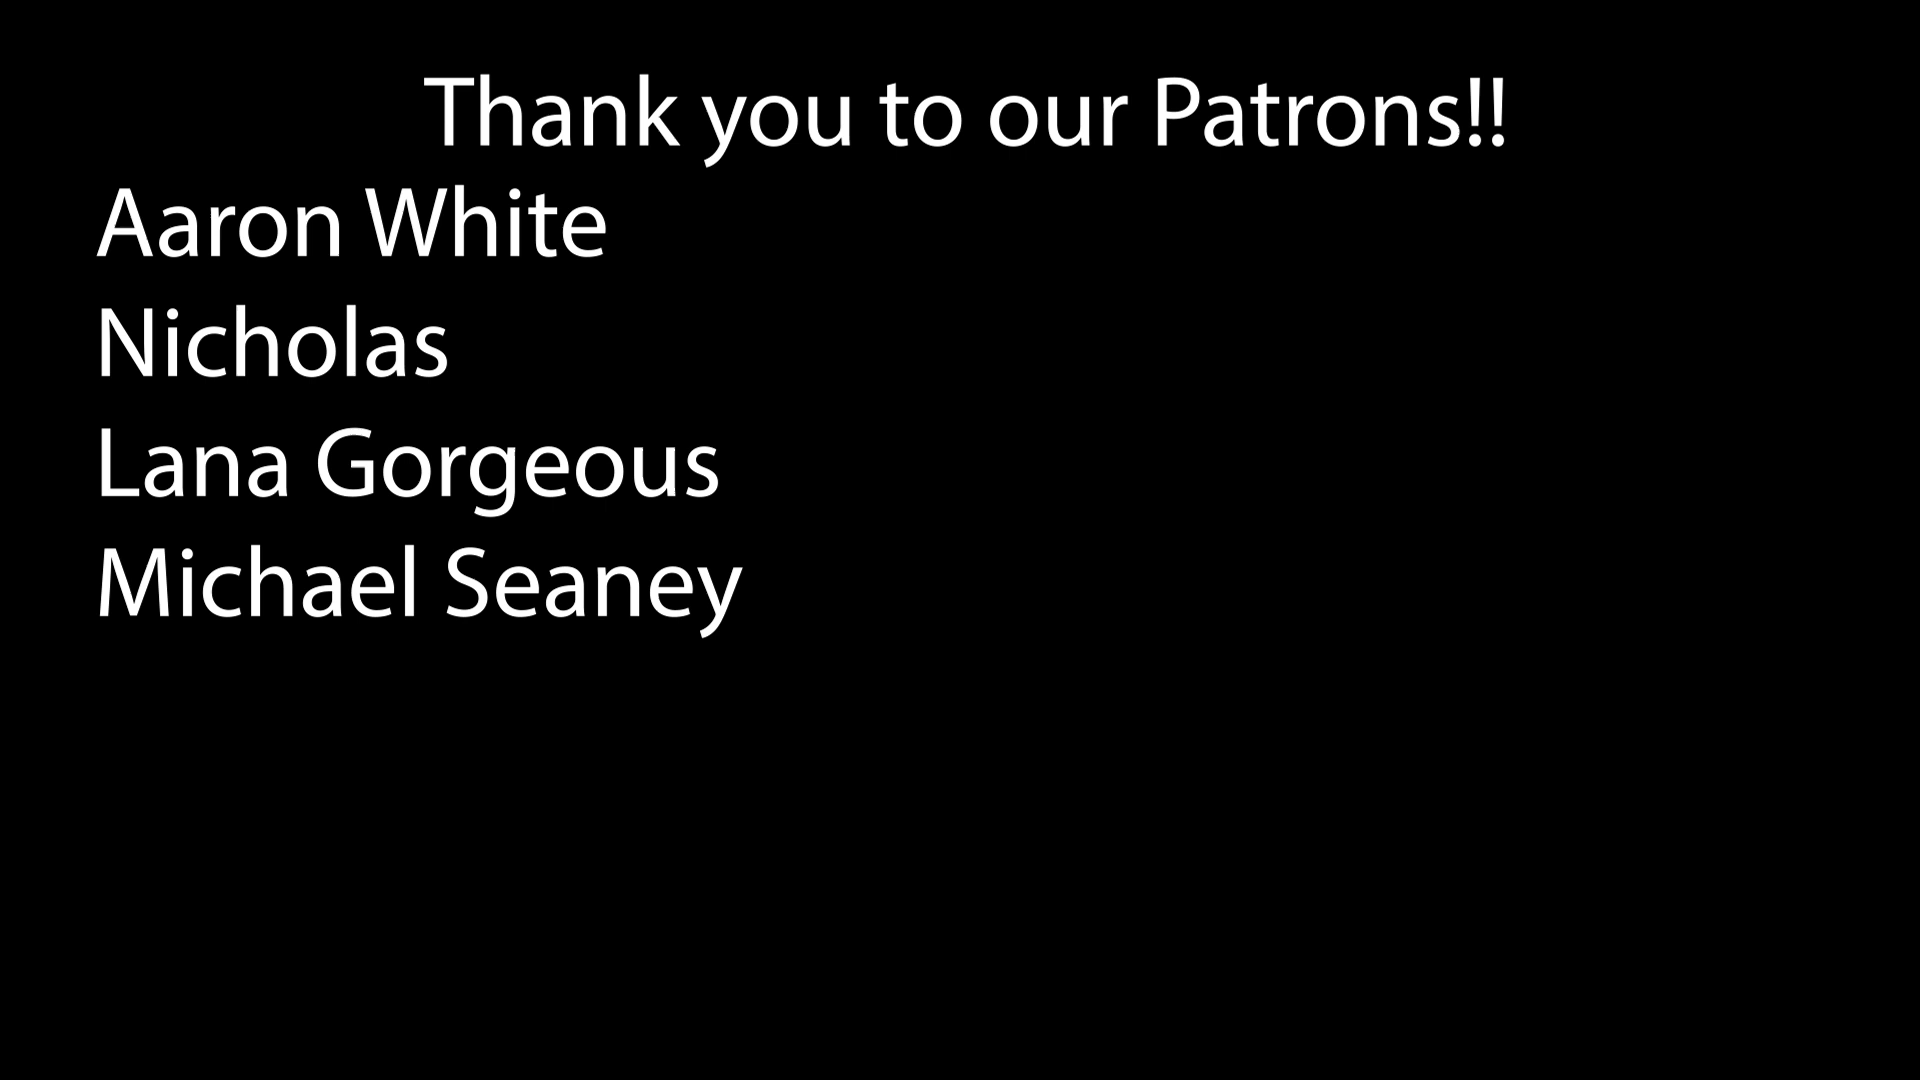 Thank you to our Patrons!!
Aaron White
Nicholas
Lana Gorgeous
Michael Seaney